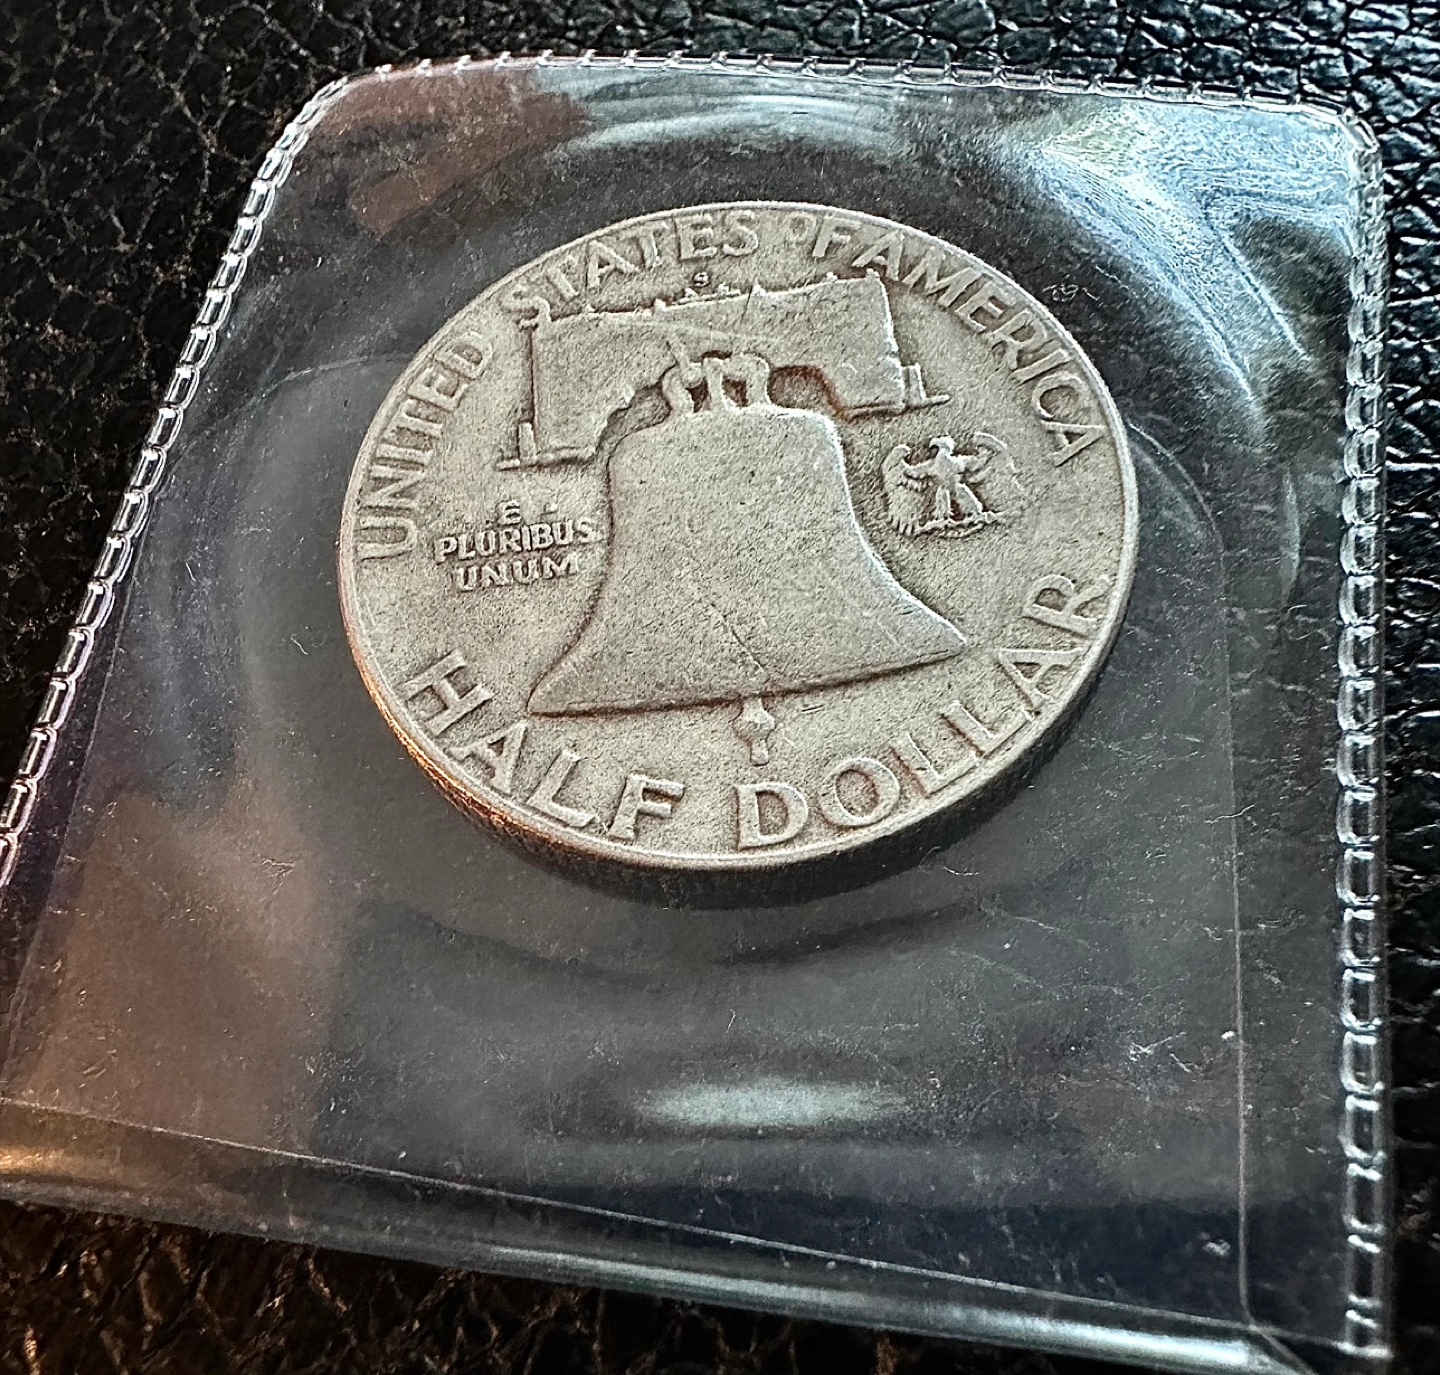 UNITED STATES OF AMERICA
S
E
PLURIBUS
UNUM
HALF DOLLAR